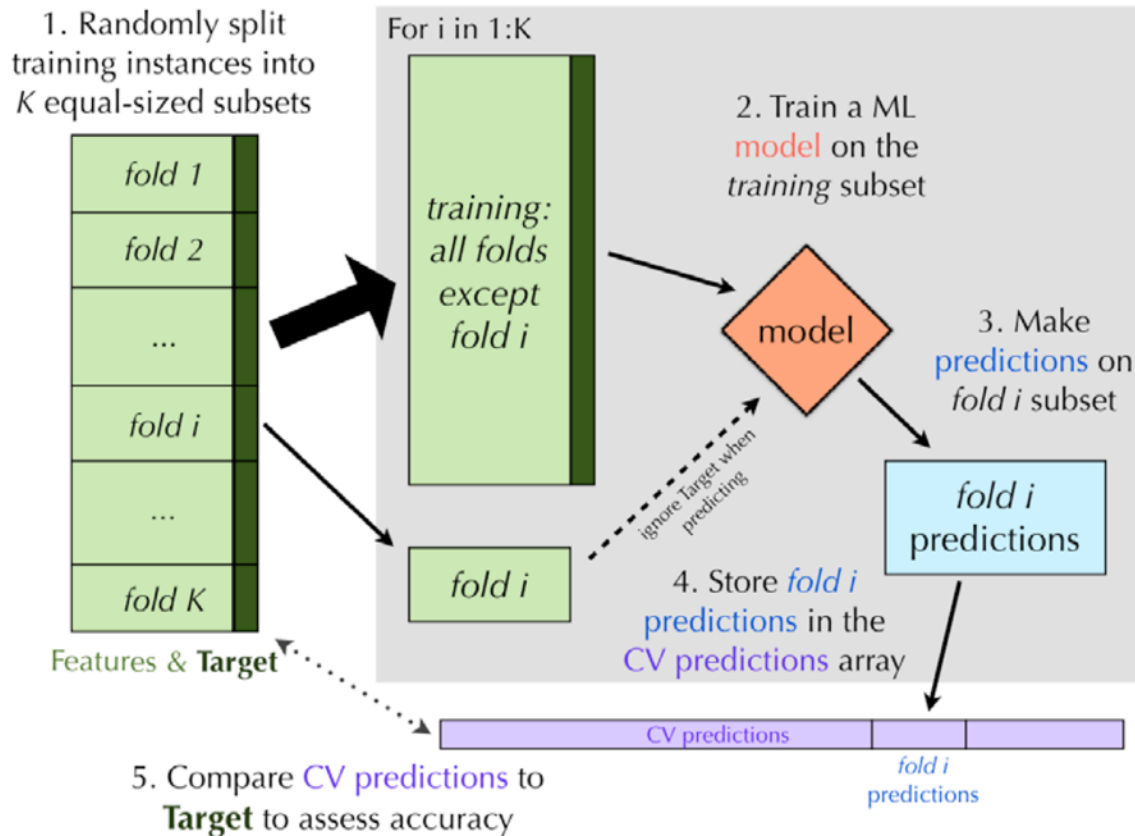 1. Randomly split
training instances into
K equal-sized subsets
fold 1
fold 2
...
fold i
...
fold K
Features & Target
For i in 1:K
training:
all folds
except
fold i
fold i
2. Train a ML
model on the
training subset
model
ignore Target when
predicting
3. Make
predictions on
fold i subset
fold i
predictions
4. Store fold i
predictions in the
CV predictions array
CV predictions
fold i
predictions
5. Compare CV predictions to
Target to assess accuracy